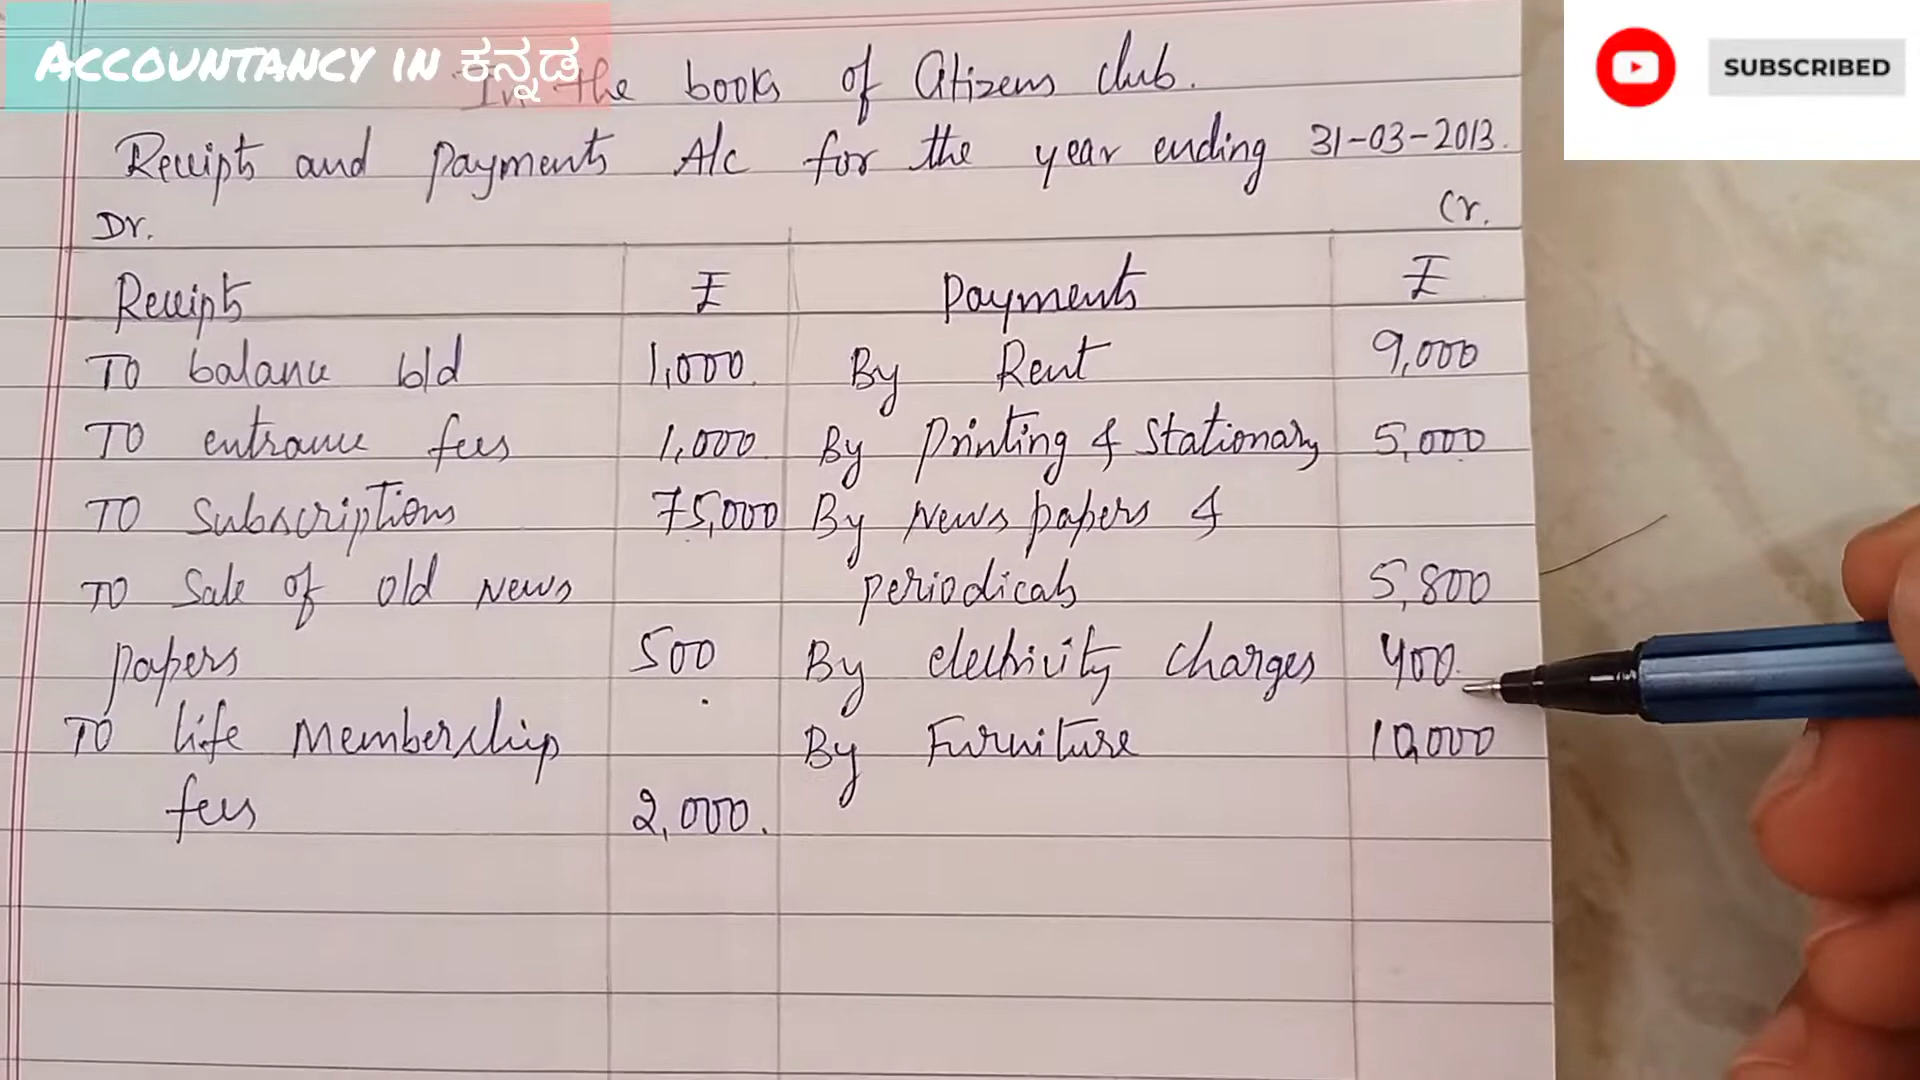 ACCOUNTANCY IN ಕನ್ನಡ
SUBSCRIBED
In the books of Citizens club.
Receipts and payments A/c for the year ending 31-03-2013.
Dr. Cr.
Receipts ₹ Payments ₹
TO balance b/d 1,000. By Rent 9,000
TO entrance fees 1,000 By Printing & Stationary 5,000
TO Subscriptions 75,000 By News papers &
TO Sale of old News periodicals 5,800
papers 500 By electricity charges 400.
TO life Membership By Furniture 10,000
fees 2,000.